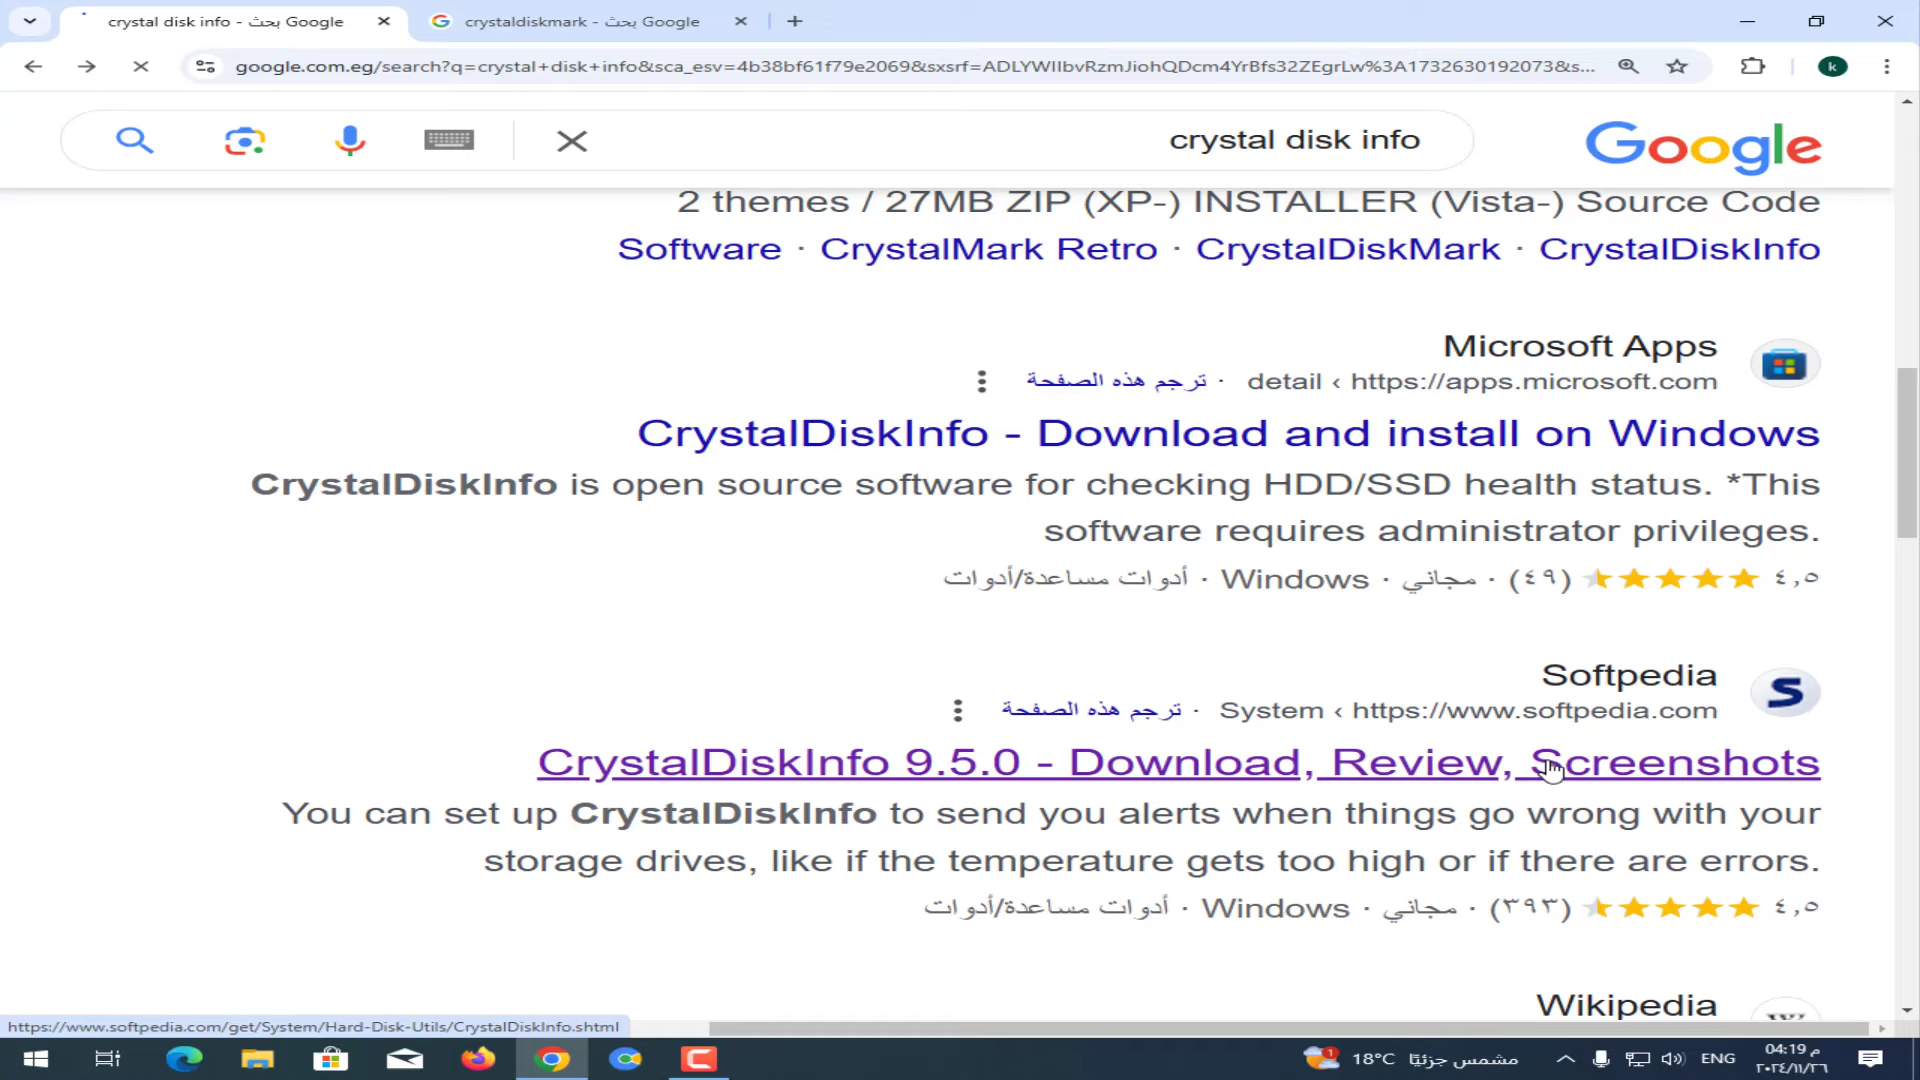 crystal disk info - بحث Google
crystaldiskmark - بحث Google
google.com.eg/search?q=crystal+disk+info&sca_esv=4b38bf61f79e2069&sxsrf=ADLYWIIbvRzmJiohQDcm4YrBfs32ZEgrLw%3A1732630192073&s...
k
crystal disk info
Google
2 themes / 27MB ZIP (XP-) INSTALLER (Vista-) Source Code
Software · CrystalMark Retro · CrystalDiskMark · CrystalDiskInfo
Microsoft Apps
ترجم هذه الصفحة · detail ‹ https://apps.microsoft.com
CrystalDiskInfo - Download and install on Windows
CrystalDiskInfo is open source software for checking HDD/SSD health status. *This
software requires administrator privileges.
٤,٥ (٤٩) · مجاني · Windows · أدوات مساعدة/أدوات
Softpedia
ترجم هذه الصفحة · System ‹ https://www.softpedia.com
CrystalDiskInfo 9.5.0 - Download, Review, Screenshots
You can set up CrystalDiskInfo to send you alerts when things go wrong with your
storage drives, like if the temperature gets too high or if there are errors.
٤,٥ (٣٩٣) · مجاني · Windows · أدوات مساعدة/أدوات
Wikipedia
https://www.softpedia.com/get/System/Hard-Disk-Utils/CrystalDiskInfo.shtml
1
18°C مشمس جزئيًا
ENG
04:19 م
٢٠٢٤/١١/٢٦